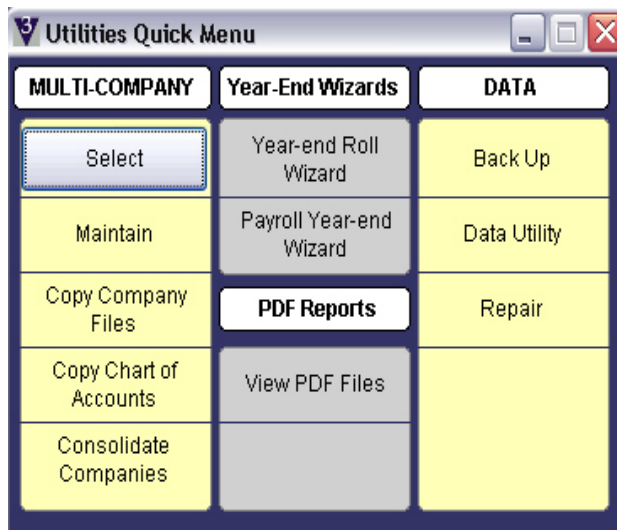 3
Utilities Quick Menu
MULTI-COMPANY
Select
Maintain
Copy Company
Files
Copy Chart of
Accounts
Consolidate
Companies
Year-End Wizards
Year-end Roll
Wizard
Payroll Year-end
Wizard
PDF Reports
View PDF Files
DATA
Back Up
Data Utility
Repair